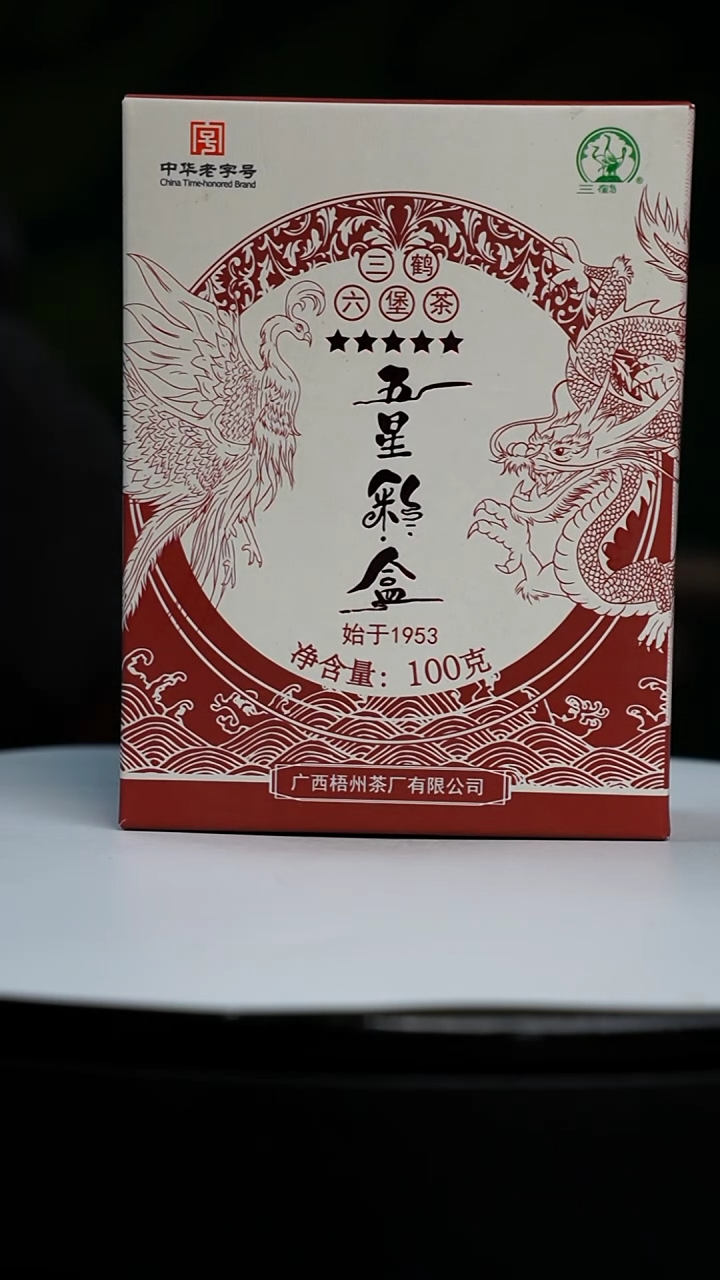 中华老字号
China Time-honored Brand
三鹤
三鹤
六堡茶
五星彩盒
始于1953
净含量：100克
广西梧州茶厂有限公司